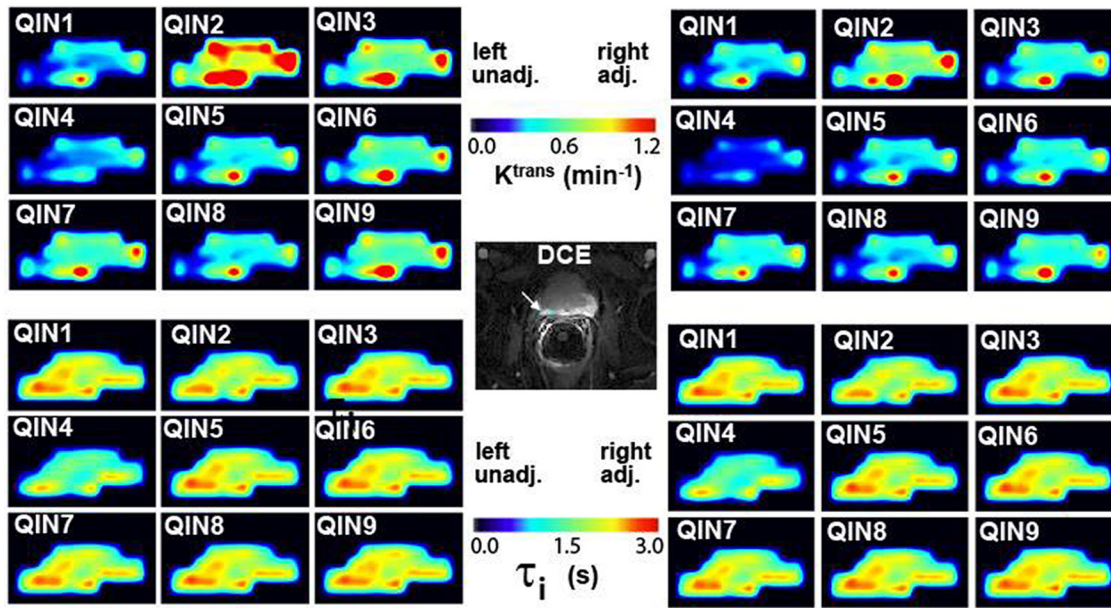 QIN1 QIN2 QIN3
QIN4 QIN5 QIN6
QIN7 QIN8 QIN9
left right
unadj. adj.
0.0 0.6 1.2
Kᵗʳᵃⁿˢ (min⁻¹)
QIN1 QIN2 QIN3
QIN4 QIN5 QIN6
QIN7 QIN8 QIN9
DCE
QIN1 QIN2 QIN3
QIN4 QIN5 QIN6
QIN7 QIN8 QIN9
left right
unadj. adj.
0.0 1.5 3.0
τᵢ (s)
QIN1 QIN2 QIN3
QIN4 QIN5 QIN6
QIN7 QIN8 QIN9